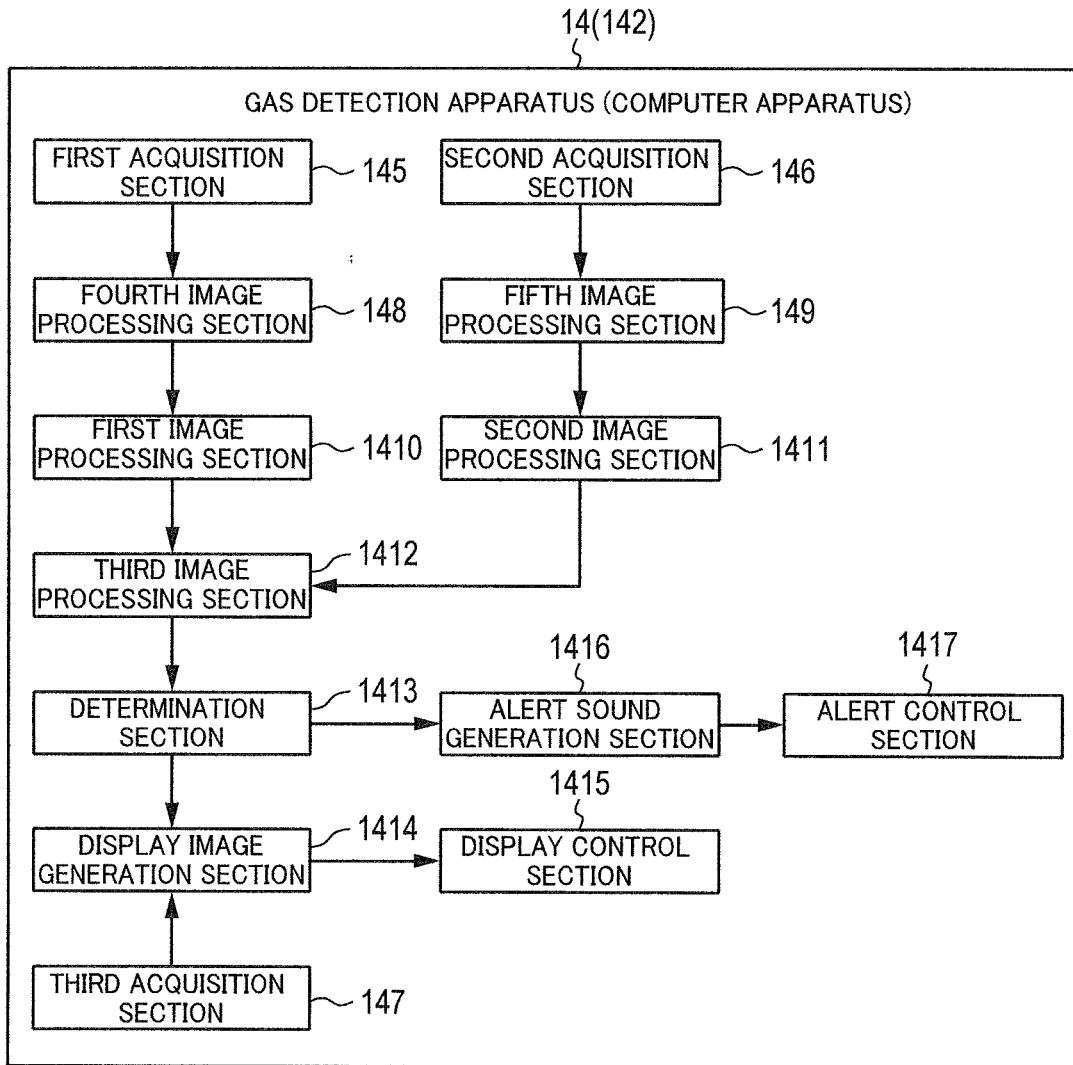 14(142)
GAS DETECTION APPARATUS (COMPUTER APPARATUS)
FIRST ACQUISITION
SECTION
145
SECOND ACQUISITION
SECTION
146
FOURTH IMAGE
PROCESSING SECTION
148
FIFTH IMAGE
PROCESSING SECTION
149
FIRST IMAGE
PROCESSING SECTION
1410
SECOND IMAGE
PROCESSING SECTION
1411
THIRD IMAGE
PROCESSING SECTION
1412
DETERMINATION
SECTION
1413
ALERT SOUND
GENERATION SECTION
1416
ALERT CONTROL
SECTION
1417
DISPLAY IMAGE
GENERATION SECTION
1414
DISPLAY CONTROL
SECTION
1415
THIRD ACQUISITION
SECTION
147